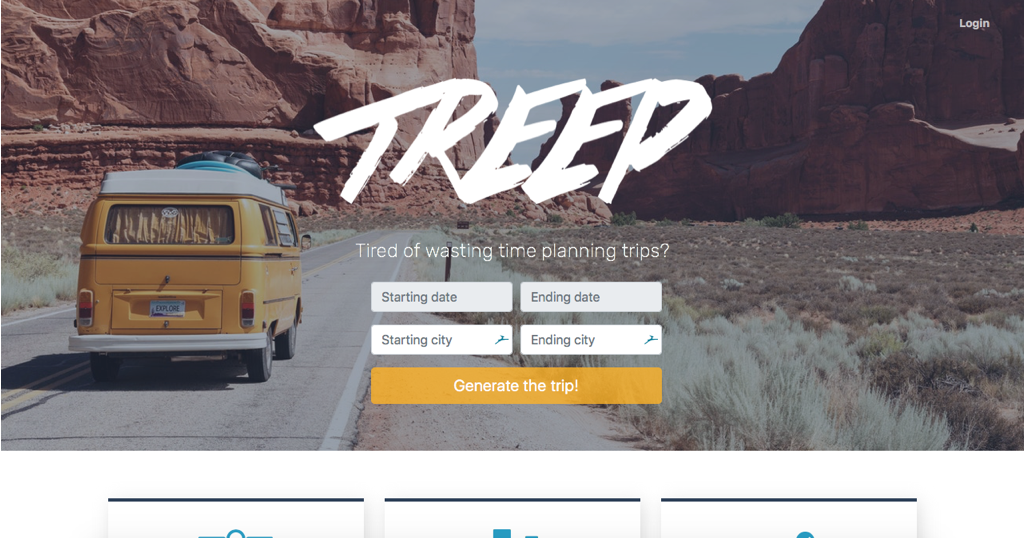 Login
TREEP
Tired of wasting time planning trips?
Starting date
Ending date
Starting city
Ending city
Generate the trip!
EXPLORE